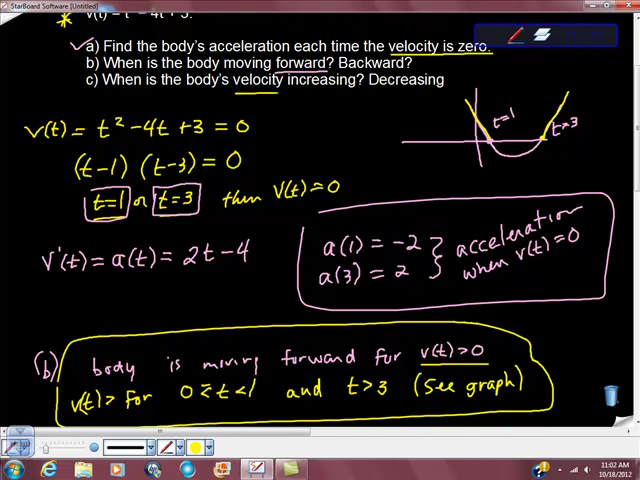 StarBoard Software [Untitled]
v(t) = t² - 4t + 3.
a) Find the body's acceleration each time the velocity is zero.
b) When is the body moving forward? Backward?
c) When is the body's velocity increasing? Decreasing
t=1
t=3
v(t) = t² -4t +3 = 0
(t-1) (t-3) = 0
t=1 or t=3 then v(t)=0
v'(t) = a(t) = 2t - 4
a(1) = -2
a(3) = 2
acceleration
when v(t)=0
(b) body is moving forward for v(t)>0
v(t)> for 0 ≤ t < 1 and t>3 (See graph)
11:02 AM
10/18/2012